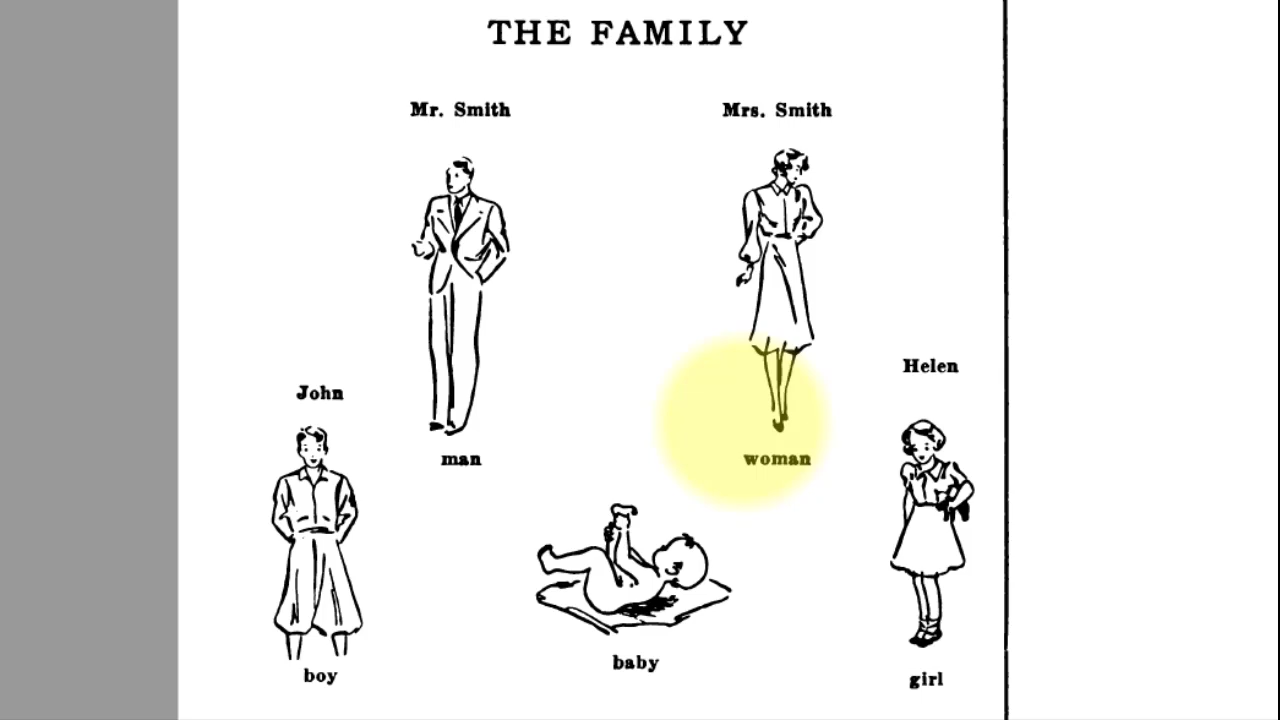 THE FAMILY
Mr. Smith
Mrs. Smith
Helen
John
man
woman
baby
boy
girl